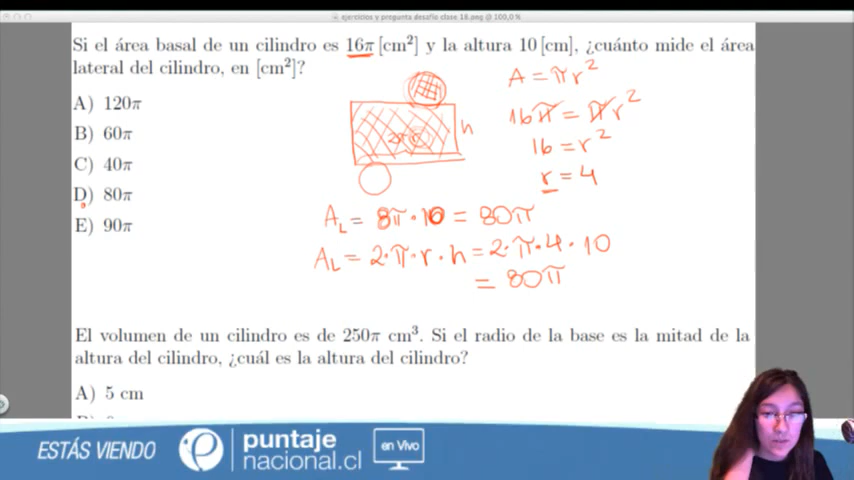 ejercicios y pregunta desafío clase 18.png @ 100,0%
Si el área basal de un cilindro es 16π [cm²] y la altura 10 [cm], ¿cuánto mide el área
lateral del cilindro, en [cm²]?
A) 120π
B) 60π
C) 40π
D) 80π
E) 90π
h
A = πr²
16π = πr²
16 = r²
r = 4
A_L = 8π · 10 = 80π
A_L = 2·π·r·h = 2·π·4·10
= 80π
El volumen de un cilindro es de 250π cm³. Si el radio de la base es la mitad de la
altura del cilindro, ¿cuál es la altura del cilindro?
A) 5 cm
ESTÁS VIENDO
puntaje
nacional.cl
en Vivo